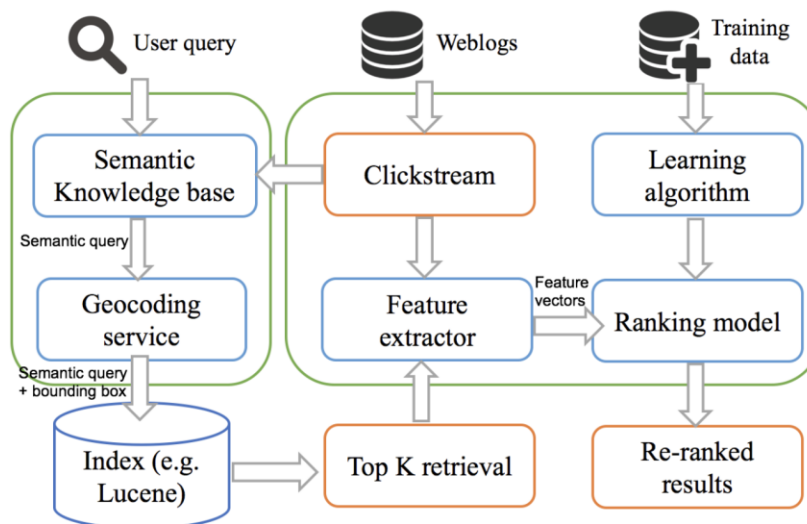 User query
Weblogs
Training
data
Semantic
Knowledge base
Clickstream
Learning
algorithm
Semantic query
Geocoding
service
Feature
extractor
Feature
vectors
Ranking model
Semantic query
+ bounding box
Index (e.g.
Lucene)
Top K retrieval
Re-ranked
results